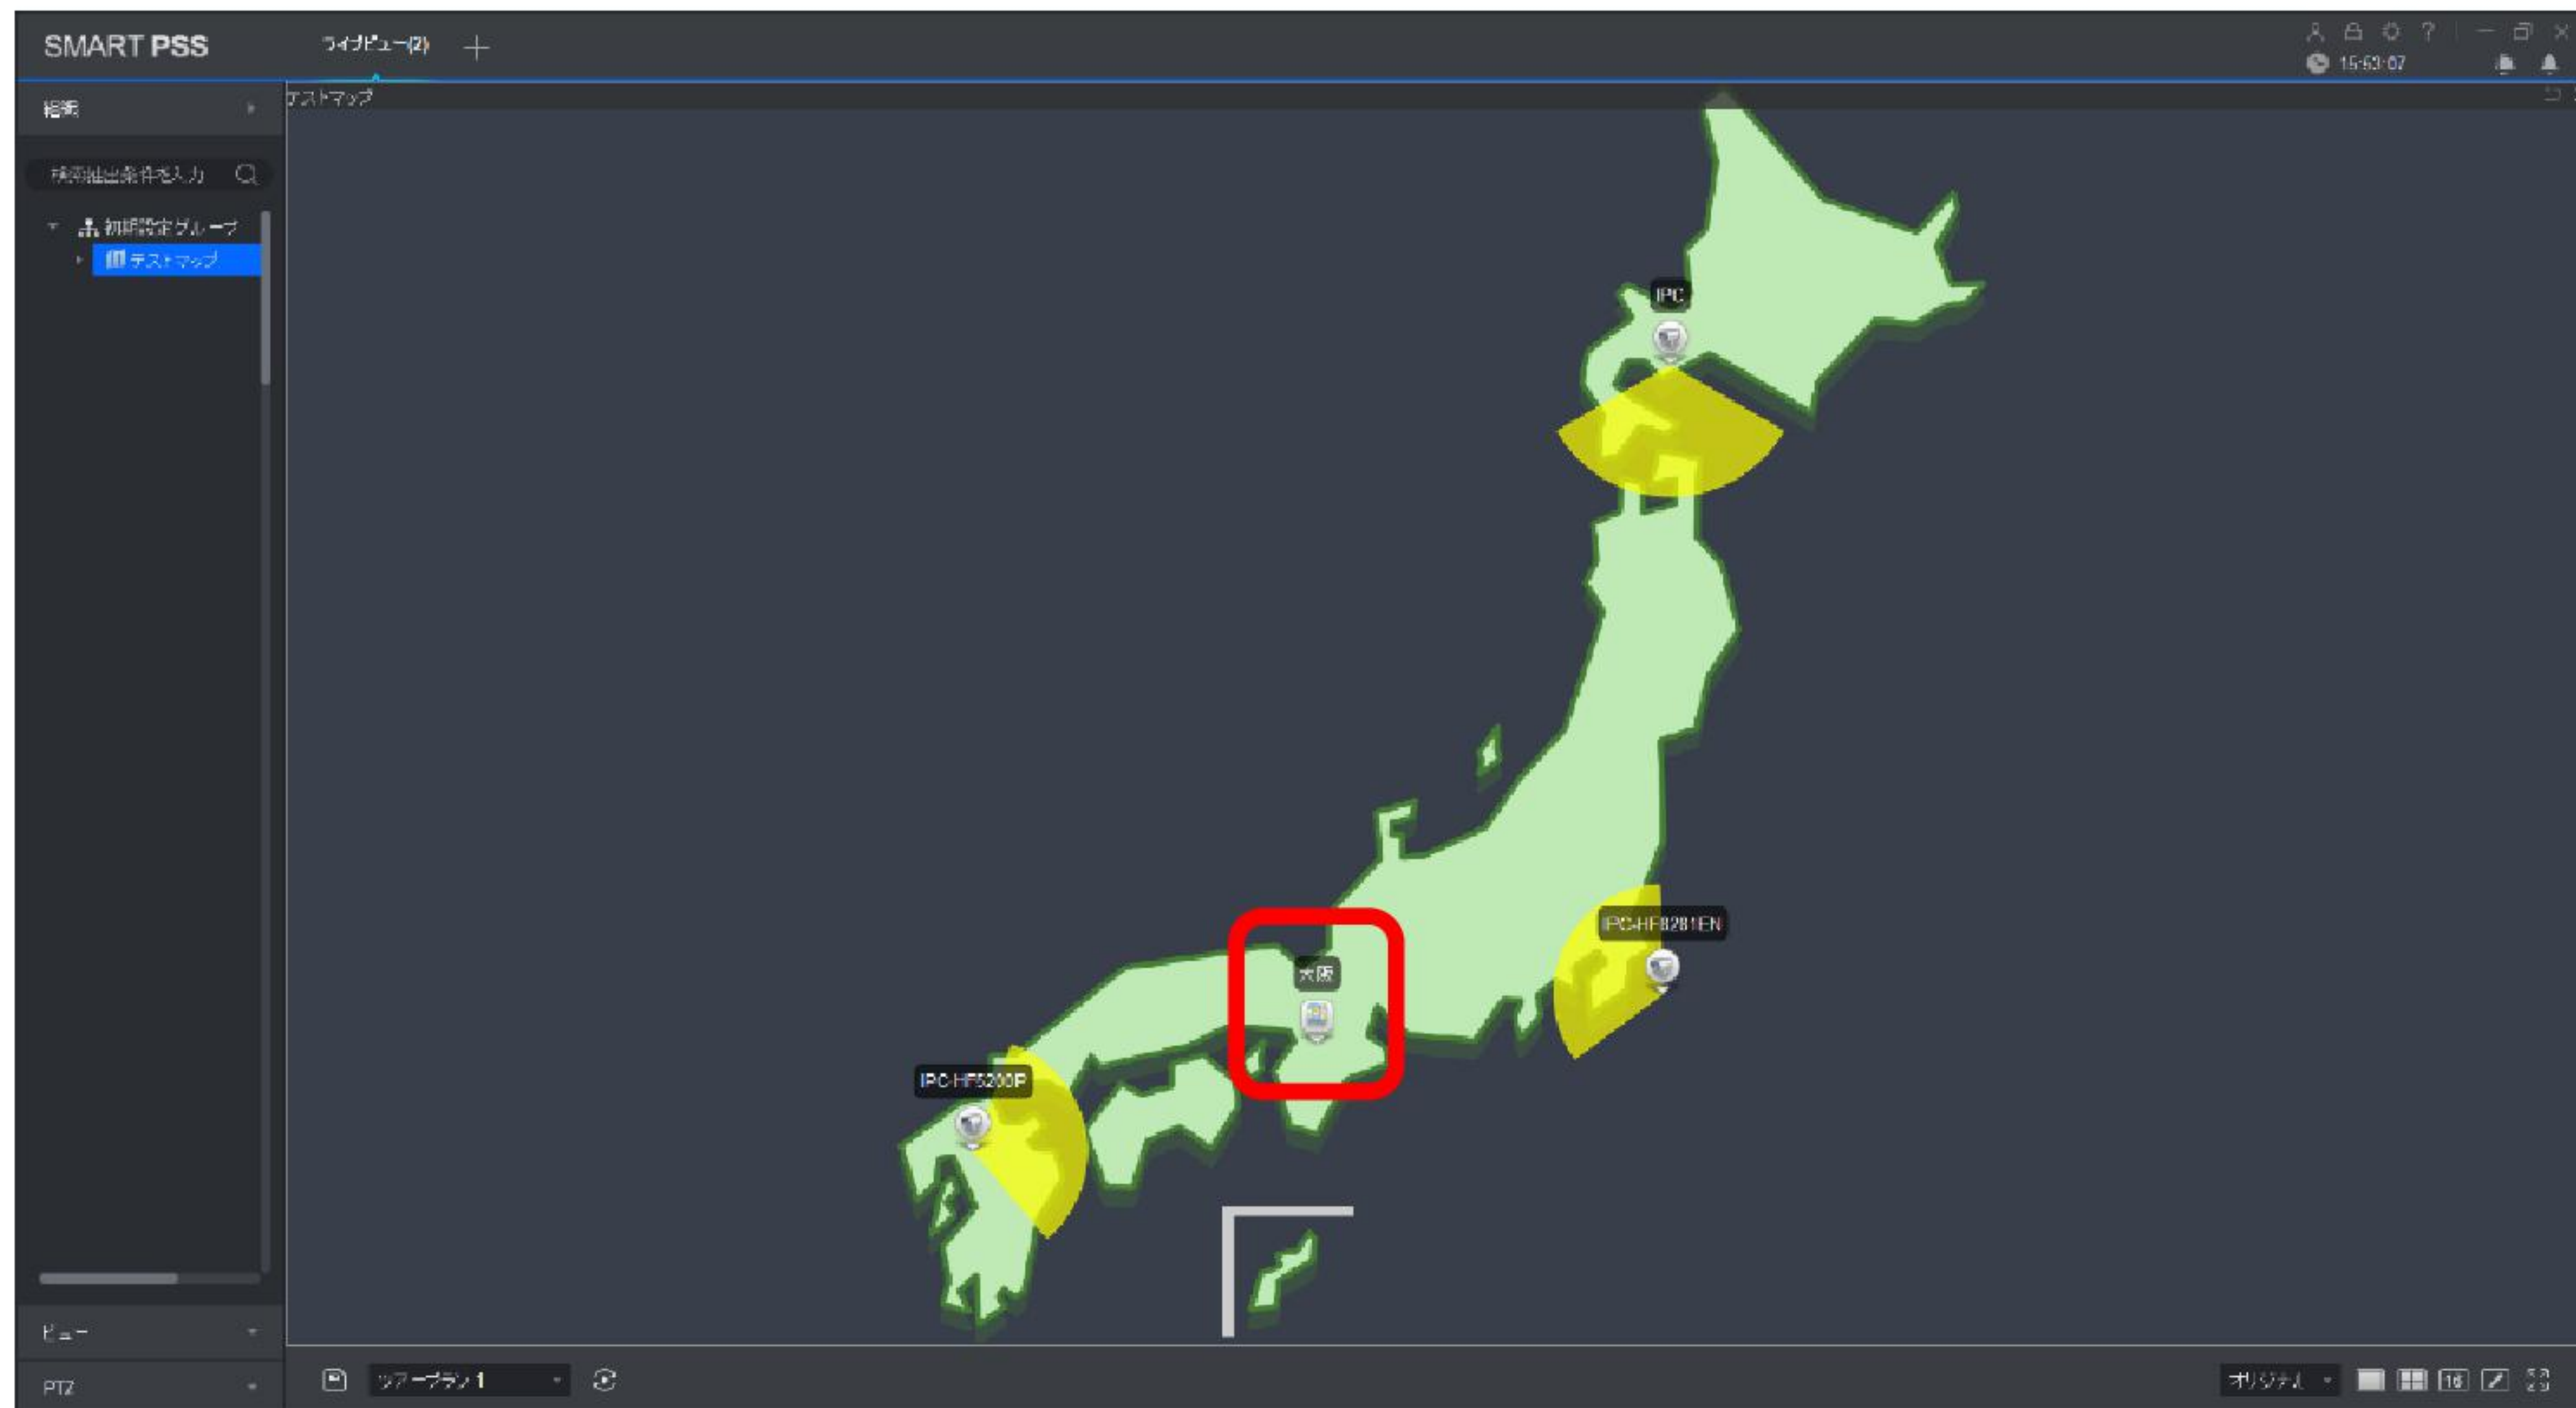 SMART PSS
ライブビュー(2)
15:53:07
組織
テストマップ
検索抽出条件を入力
初期設定グループ
テストマップ
IPC
IPC-HF8281EN
大阪
IPC-HF5200P
ビュー
PTZ
ツアープラン 1
オリジナル
16